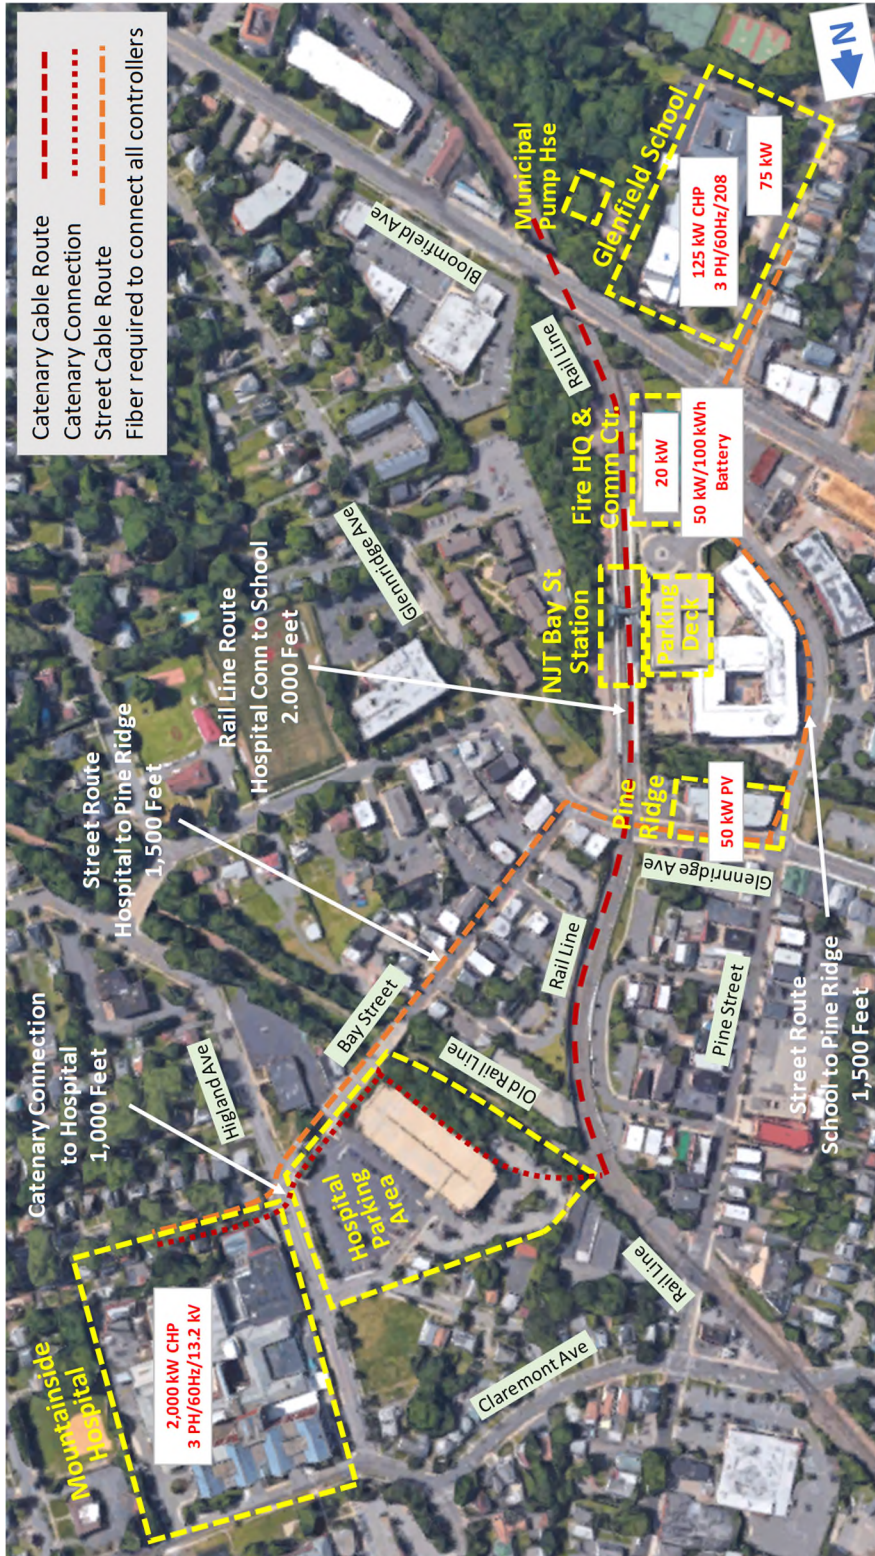 Catenary Cable Route
Catenary Connection
Street Cable Route
Fiber required to connect all controllers
N
Mountainside
Hospital
2,000 kW CHP
3 PH/60Hz/13.2 kV
Catenary Connection
to Hospital
1,000 Feet
Higland Ave
Hospital
Parking
Area
Claremont Ave
Rail Line
Bay Street
Old Rail Line
Street Route
Hospital to Pine Ridge
1,500 Feet
Rail Line Route
Hospital Conn to School
2.000 Feet
Glennridge Ave
Rail Line
Pine
Ridge
50 kW PV
Glennridge Ave
Pine Street
Street Route
School to Pine Ridge
1,500 Feet
NJT Bay St
Station
Parking
Deck
Fire HQ &
Comm Ctr
20 kW
50 kW/100 kWh
Battery
Rail Line
Bloomfield Ave
Municipal
Pump Hse
Glenfield School
125 kW CHP
3 PH/60Hz/208
75 kW